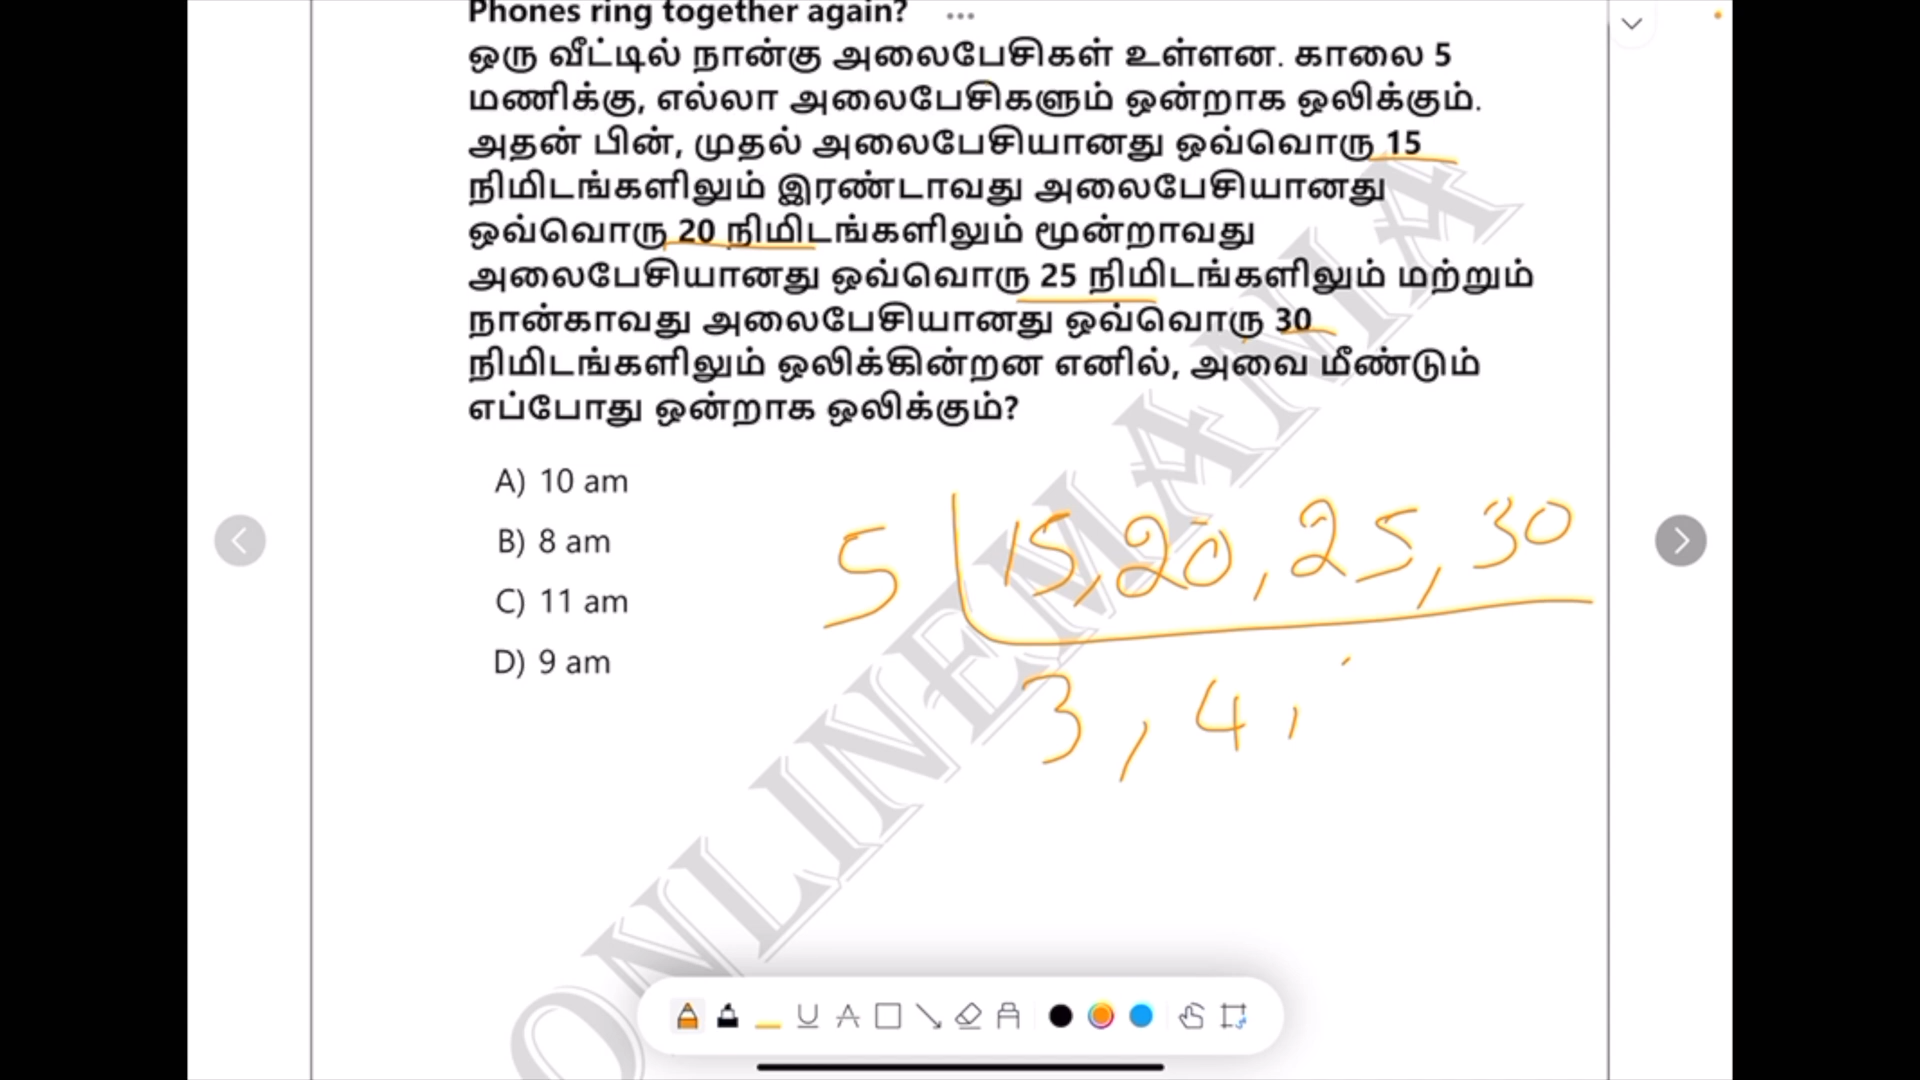 Phones ring together again?
ஒரு வீட்டில் நான்கு அலைபேசிகள் உள்ளன. காலை 5
மணிக்கு, எல்லா அலைபேசிகளும் ஒன்றாக ஒலிக்கும்.
அதன் பின், முதல் அலைபேசியானது ஒவ்வொரு 15
நிமிடங்களிலும் இரண்டாவது அலைபேசியானது
ஒவ்வொரு 20 நிமிடங்களிலும் மூன்றாவது
அலைபேசியானது ஒவ்வொரு 25 நிமிடங்களிலும் மற்றும்
நான்காவது அலைபேசியானது ஒவ்வொரு 30
நிமிடங்களிலும் ஒலிக்கின்றன எனில், அவை மீண்டும்
எப்போது ஒன்றாக ஒலிக்கும்?
A) 10 am
B) 8 am
C) 11 am
D) 9 am
5 15, 20, 25, 30
3, 4,
ONLINEMANIA